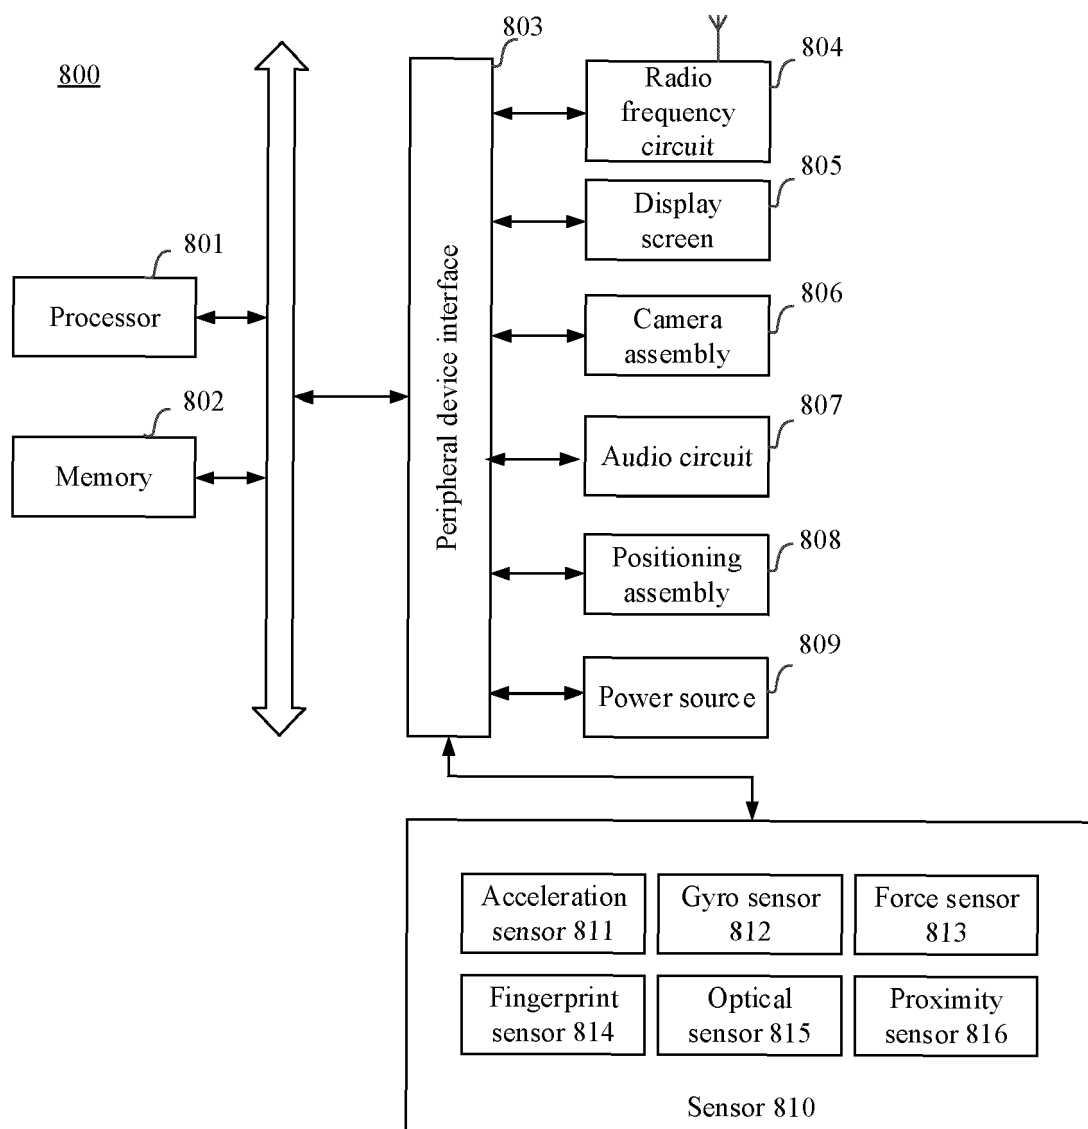 800
803
804
Radio
frequency
circuit
805
Display
screen
801
Processor
806
Camera
assembly
Peripheral device interface
802
Memory
807
Audio circuit
808
Positioning
assembly
809
Power source
Acceleration
sensor 811
Gyro sensor
812
Force sensor
813
Fingerprint
sensor 814
Optical
sensor 815
Proximity
sensor 816
Sensor 810